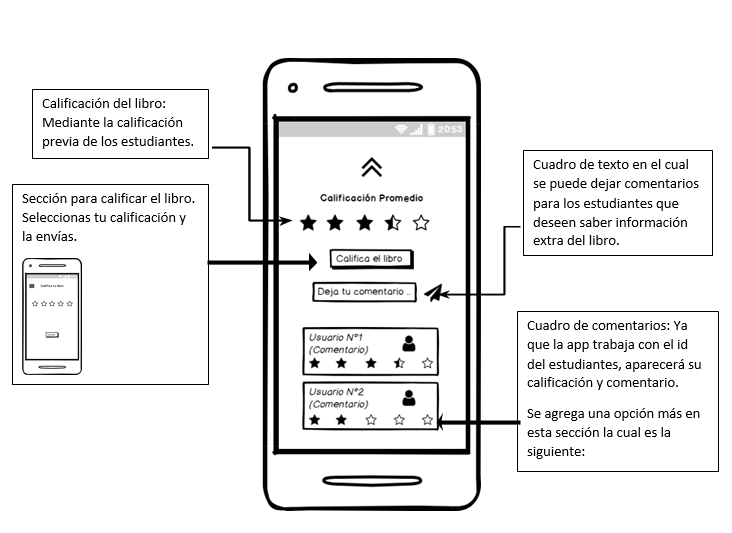 Calificación del libro:
Mediante la calificación
previa de los estudiantes.
Sección para calificar el libro.
Seleccionas tu calificación y
la envías.
Califica tu libro
20:53
Calificación Promedio
Califica el libro
Deja tu comentario ..
Usuario N°1
(Comentario)
Usuario N°2
(Comentario)
Cuadro de texto en el cual
se puede dejar comentarios
para los estudiantes que
deseen saber información
extra del libro.
Cuadro de comentarios: Ya
que la app trabaja con el id
del estudiantes, aparecerá su
calificación y comentario.
Se agrega una opción más en
esta sección la cual es la
siguiente: